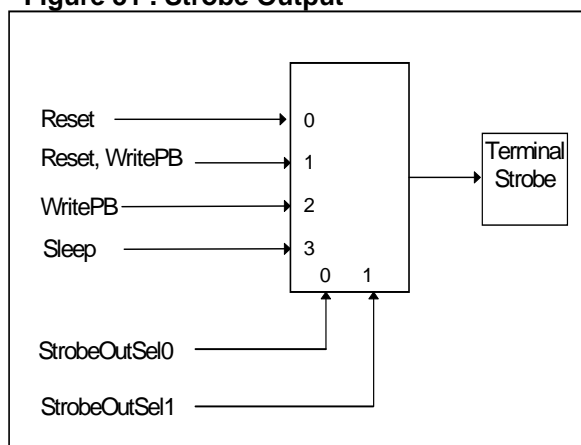 Figure 31 : Strobe Output
Reset
0
Reset, WritePB
1
Terminal
Strobe
WritePB
2
Sleep
3
0 1
StrobeOutSel0
StrobeOutSel1